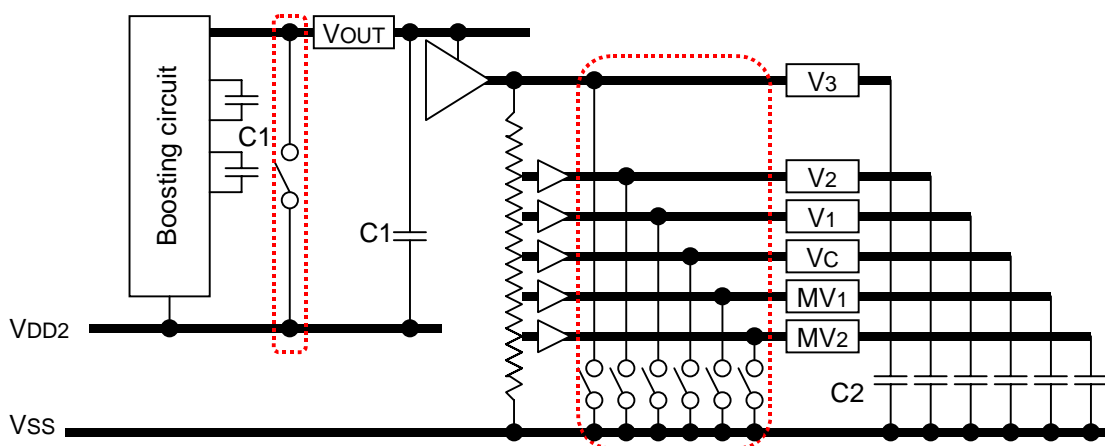 Boosting circuit
C1
VOUT
C1
V3
V2
V1
VC
MV1
MV2
C2
VDD2
VSS